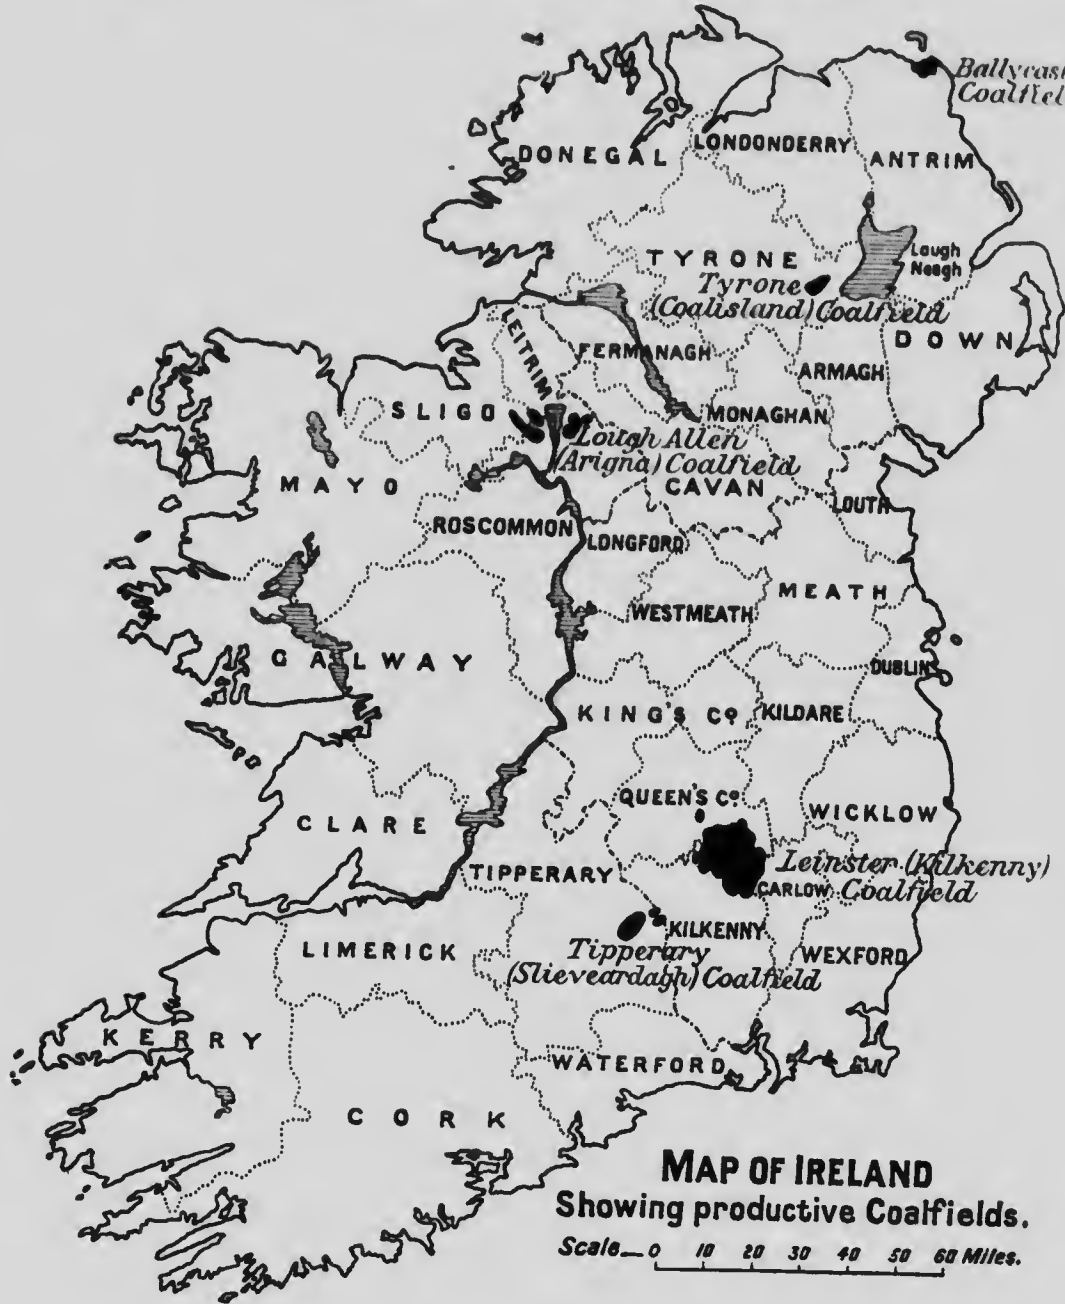 Coalfiel
DONEGAL
LONDONDERRY
ANTRIM
TYRONE
Lough
Neagh
Tyrone
(Coalisland) Coalfield
LEITRIM
FERMANAGH
DOWN
ARMAGH
SLIGO
MONAGHAN
Lough Allen
(Arigna) Coalfield
MAYO
CAVAN
LOUTH
ROSCOMMON
LONGFORD
MEATH
WESTMEATH
GALWAY
DUBLIN
KING'S Co
KILDARE
QUEEN'S Co
WICKLOW
CLARE
TIPPERARY
Leinster (Kilkenny)
CARLOW Coalfield
KILKENNY
LIMERICK
WEXFORD
Tipperary
(Slieveardagh) Coalfield
KERRY
WATERFORD
CORK
MAP OF IRELAND
Showing productive Coalfields.
Scale 0 10 20 30 40 50 60 Miles.